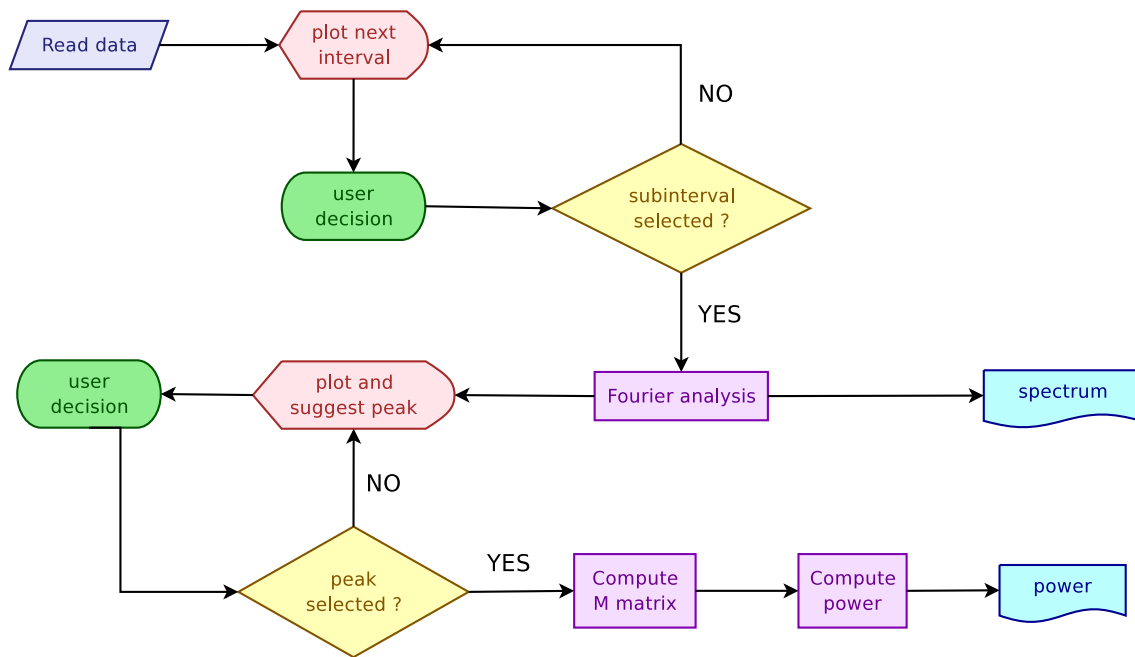 Read data
plot next
interval
NO
user
decision
subinterval
selected ?
YES
user
decision
plot and
suggest peak
Fourier analysis
spectrum
NO
peak
selected ?
YES
Compute
M matrix
Compute
power
power